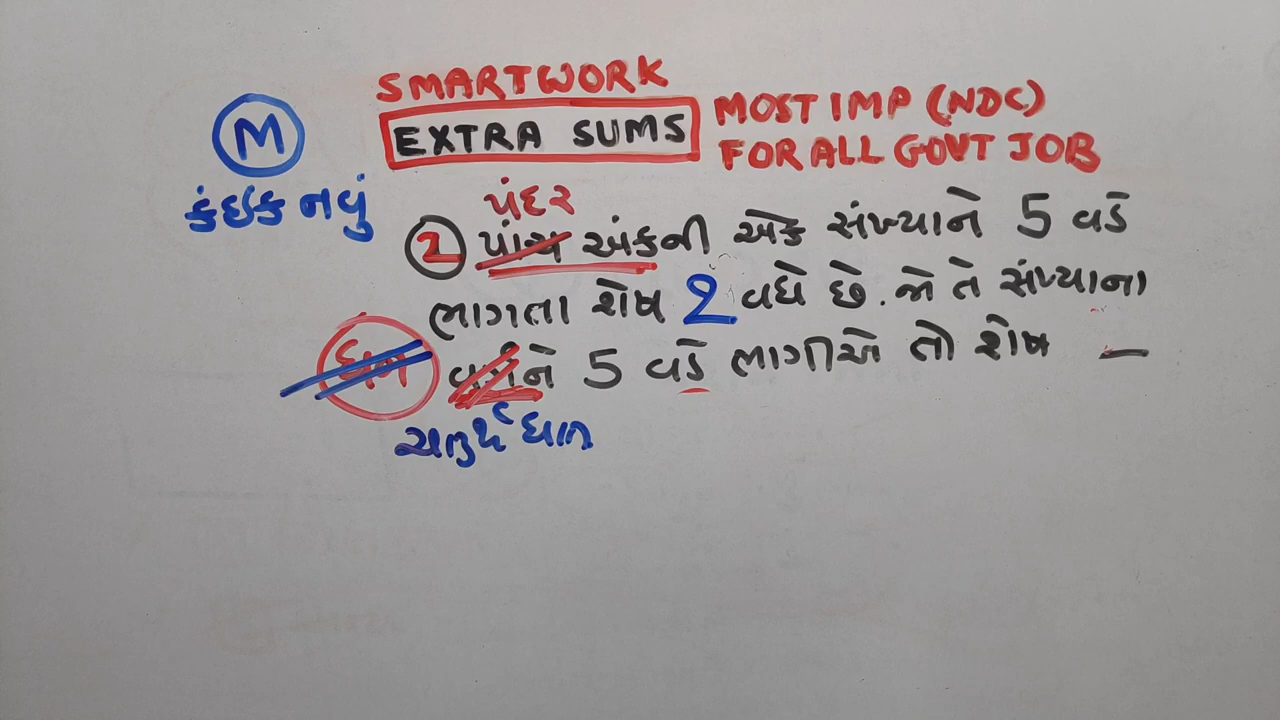 SMARTWORK
M
EXTRA SUMS
MOST IMP (NDC)
FOR ALL GOVT JOB
કંઇક નવું
પંદર
2 પાંચ અંકની એક સંખ્યાને 5 વડે
ભાગતા શેષ 2 વધે છે. જો તે સંખ્યાના
ઘન વર્ગને 5 વડે ભાગીએ તો શેષ —
ચતુર્થ ઘાત